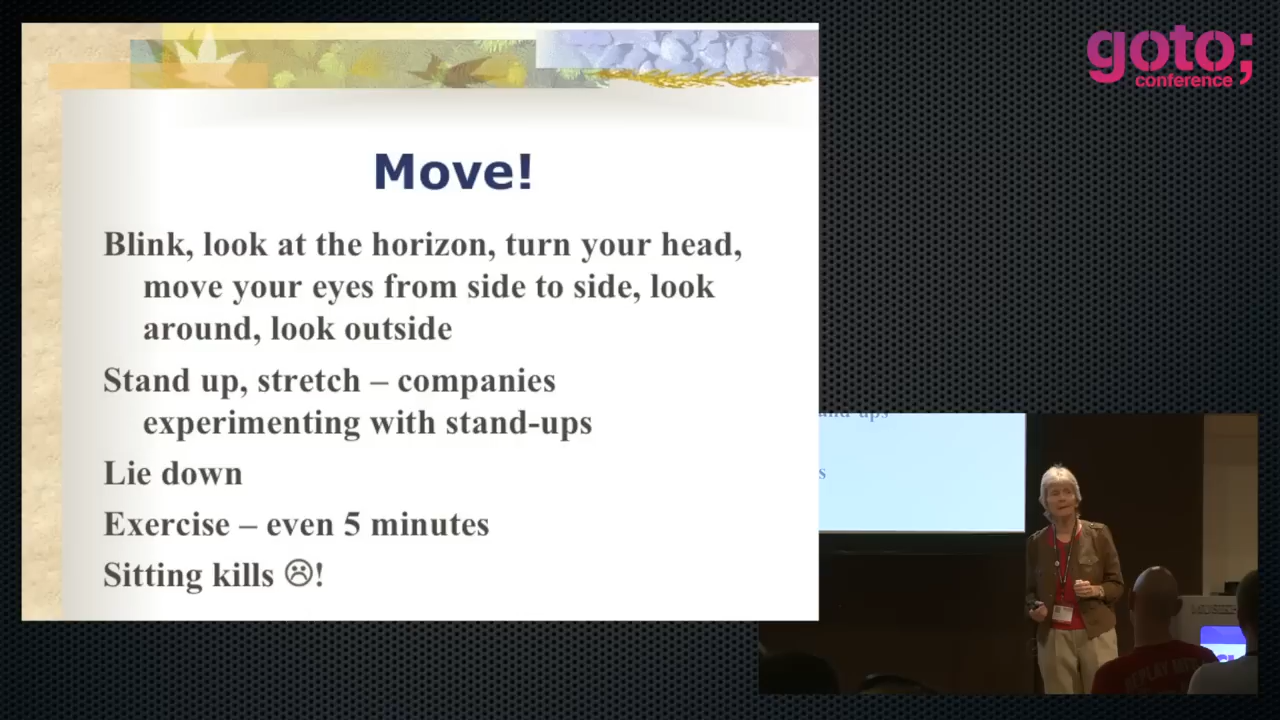 goto;
conference
Move!
Blink, look at the horizon, turn your head,
move your eyes from side to side, look
around, look outside
Stand up, stretch – companies
experimenting with stand-ups
Lie down
Exercise – even 5 minutes
Sitting kills ☹!